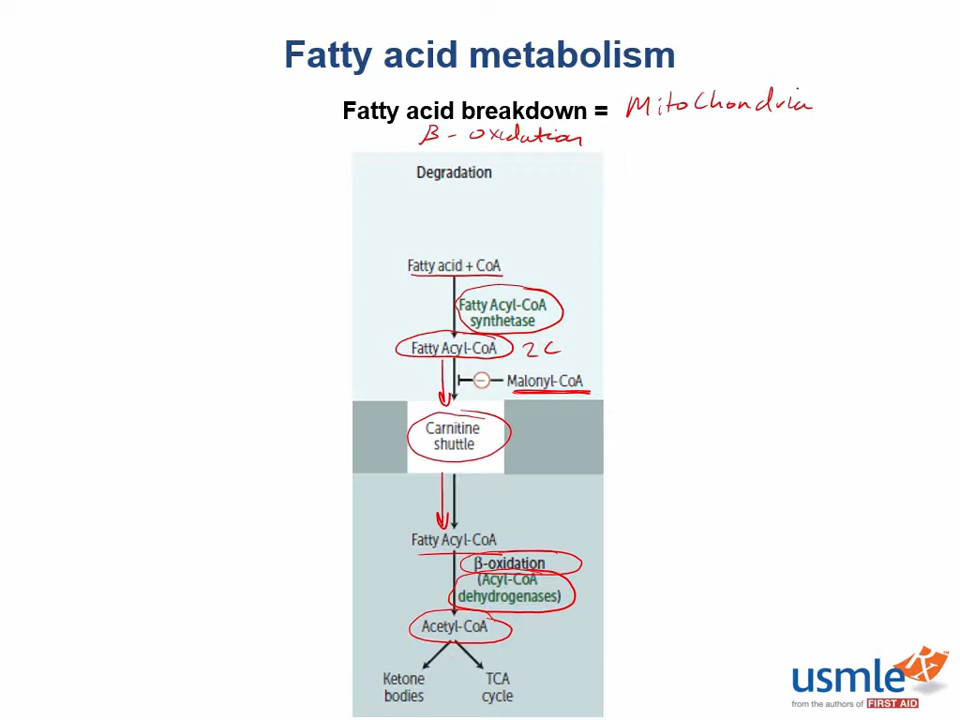 Fatty acid metabolism
Fatty acid breakdown = Mitochondria
β - oxidation
Degradation
Fatty acid + CoA
Fatty Acyl-CoA
synthetase
Fatty Acyl-CoA 2C
Malonyl-CoA
Carnitine
shuttle
Fatty Acyl-CoA
β-oxidation
(Acyl-CoA
dehydrogenases)
Acetyl-CoA
Ketone
bodies
TCA
cycle
usmle Rx ™
from the authors of FIRST AID